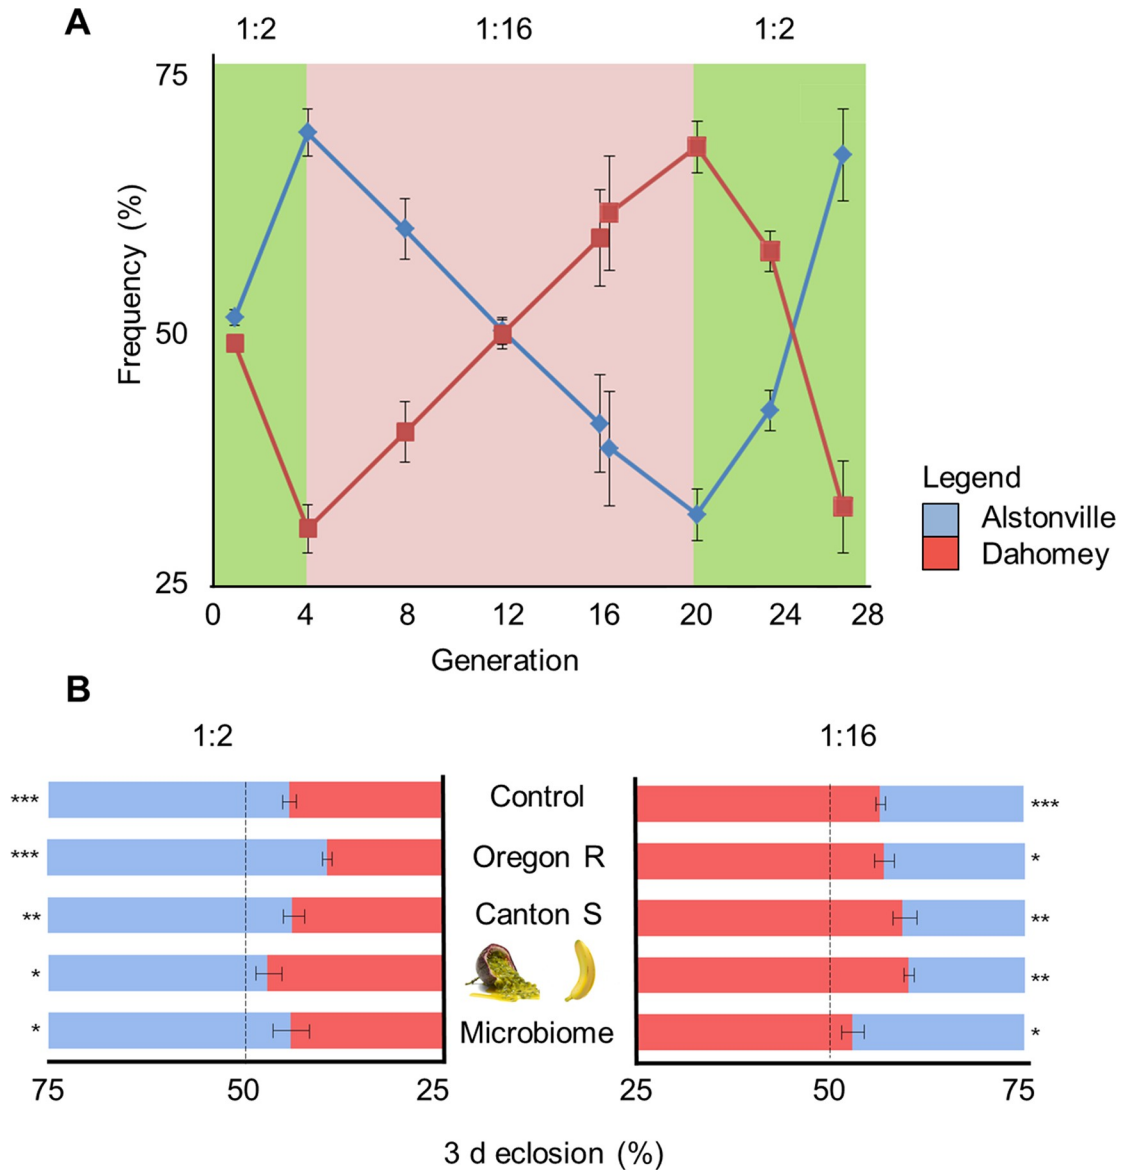 A
1:2 1:16 1:2
75
50
25
Frequency (%)
0 4 8 12 16 20 24 28
Generation
Legend
Alstonville
Dahomey
B
1:2 1:16
*** Control ***
*** Oregon R *
** Canton S **
* **
* Microbiome *
75 50 25 25 50 75
3 d eclosion (%)